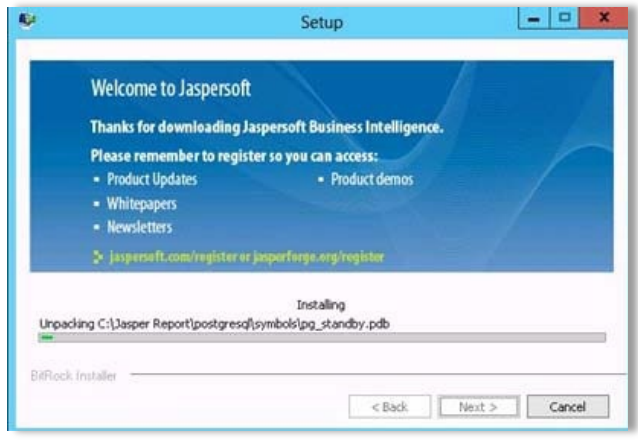 Setup
Welcome to Jaspersoft
Thanks for downloading Jaspersoft Business Intelligence.
Please remember to register so you can access:
▪ Product Updates ▪ Product demos
▪ Whitepapers
▪ Newsletters
jaspersoft.com/register or jasperforge.org/register
Installing
Unpacking C:\Jasper Report\postgresql\symbols\pg_standby.pdb
BitRock Installer
< Back Next > Cancel